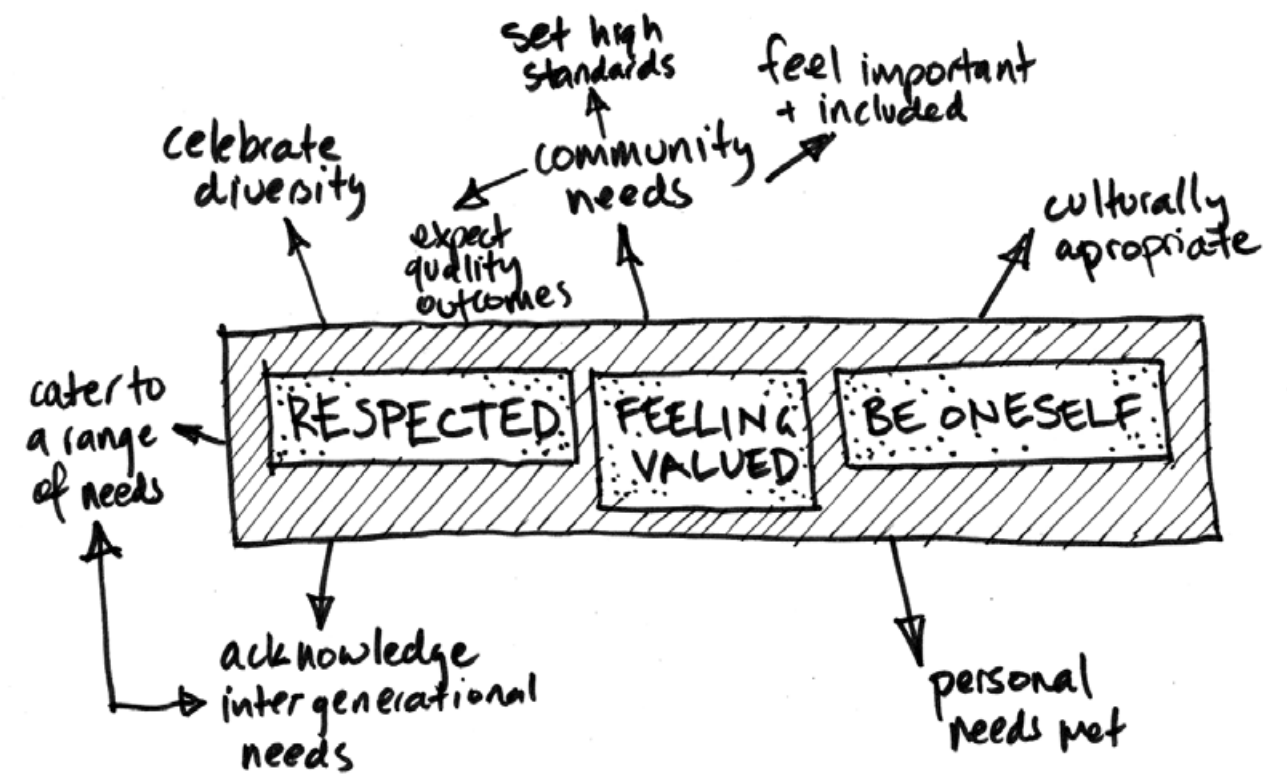 set high
standards
feel important
+ included
celebrate
diversity
community
needs
expect
quality
outcomes
culturally
apropriate
cater to
a range
of needs
RESPECTED
FEELING
VALUED
BE ONESELF
acknowledge
intergenerational
needs
personal
needs met